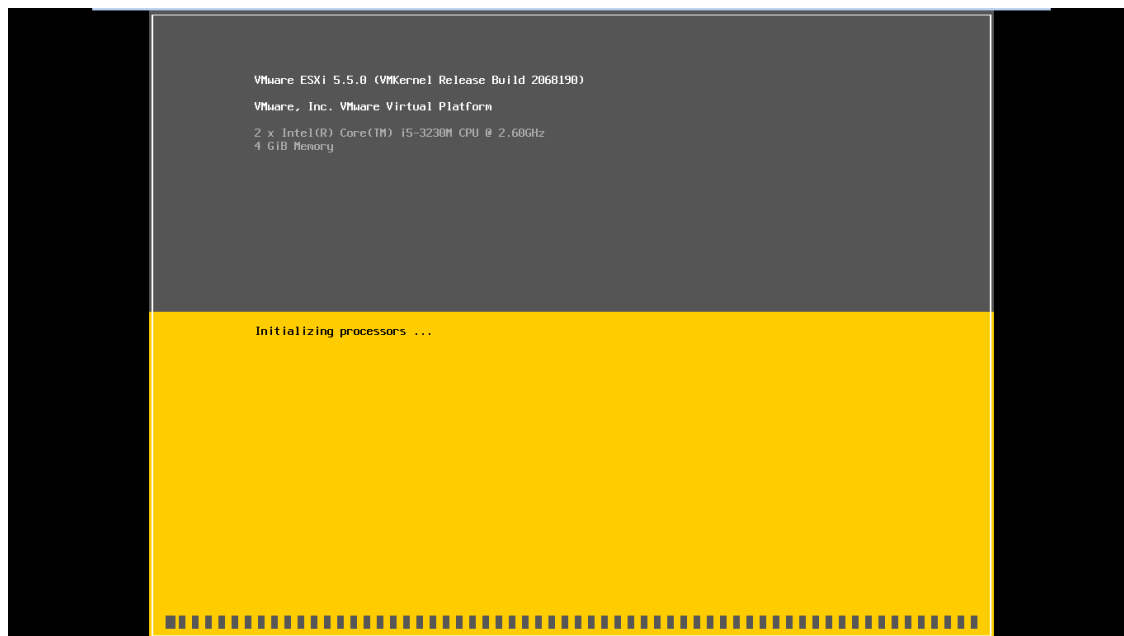 VMware ESXi 5.5.0 (VMKernel Release Build 2068190)
VMware, Inc. VMware Virtual Platform
2 x Intel(R) Core(TM) i5-3230M CPU @ 2.60GHz
4 GiB Memory
Initializing processors ...